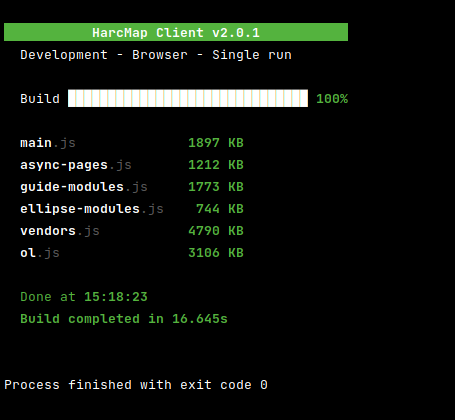 HarcMap Client v2.0.1
Development - Browser - Single run
Build 100%
main.js 1897 KB
async-pages.js 1212 KB
guide-modules.js 1773 KB
ellipse-modules.js 744 KB
vendors.js 4790 KB
ol.js 3106 KB
Done at 15:18:23
Build completed in 16.645s
Process finished with exit code 0